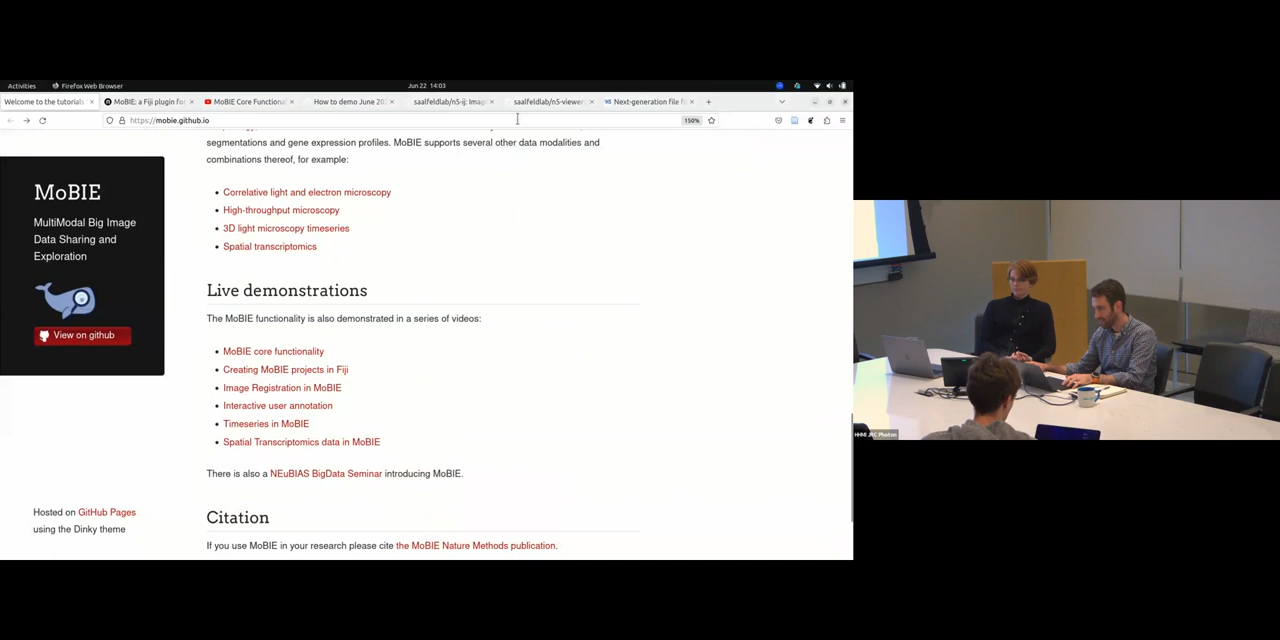 Activities
Firefox Web Browser
Jun 22 14:03
Welcome to the tutorials
MoBIE: a Fiji plugin for
MoBIE Core Functional
How to demo June 202
saalfeldlab/n5-ij: Imag
saalfeldlab/n5-viewer
Next-generation file f
https://mobie.github.io
150%
segmentations and gene expression profiles. MoBIE supports several other data modalities and
combinations thereof, for example:
Correlative light and electron microscopy
High-throughput microscopy
3D light microscopy timeseries
Spatial transcriptomics
MoBIE
MultiModal Big Image
Data Sharing and
Exploration
View on github
Live demonstrations
The MoBIE functionality is also demonstrated in a series of videos:
MoBIE core functionality
Creating MoBIE projects in Fiji
Image Registration in MoBIE
Interactive user annotation
Timeseries in MoBIE
Spatial Transcriptomics data in MoBIE
There is also a NEuBIAS BigData Seminar introducing MoBIE.
Hosted on GitHub Pages
using the Dinky theme
Citation
If you use MoBIE in your research please cite the MoBIE Nature Methods publication.
HHMI JRC Photon